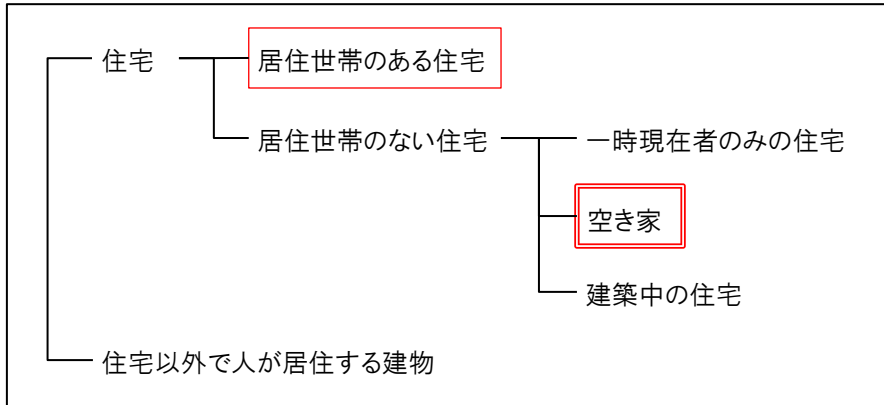 住宅
居住世帯のある住宅
居住世帯のない住宅
一時現在者のみの住宅
空き家
建築中の住宅
住宅以外で人が居住する建物